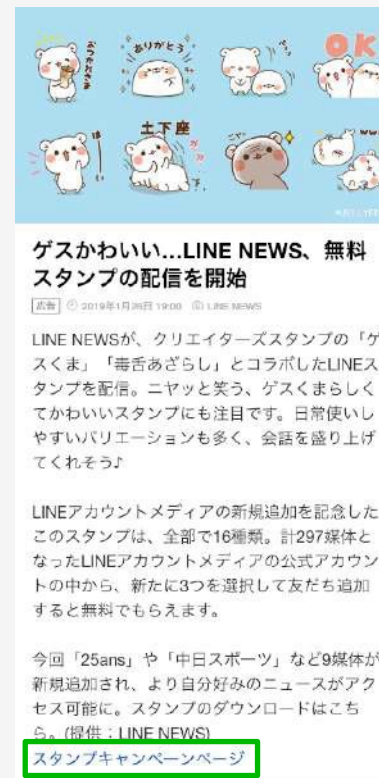 おつかれさま
ありがとう
OK
はーい
土下座
www
ゲスかわいい…LINE NEWS、無料
スタンプの配信を開始
広告 2019年1月26日 19:00 LINE NEWS
LINE NEWSが、クリエイターズスタンプの「ゲ
スくま」「毒舌あざらし」とコラボしたLINEス
タンプを配信。ニヤッと笑う、ゲスくまらしく
てかわいいスタンプにも注目です。日常使いし
やすいバリエーションも多く、会話を盛り上げ
てくれそう♪
LINEアカウントメディアの新規追加を記念した
このスタンプは、全部で16種類。計297媒体と
なったLINEアカウントメディアの公式アカウン
トの中から、新たに3つを選択して友だち追加
すると無料でもらえます。
今回「25ans」や「中日スポーツ」など9媒体が
新規追加され、より自分好みのニュースがアク
セス可能に。スタンプのダウンロードはこち
ら。(提供：LINE NEWS)
スタンプキャンペーンページ